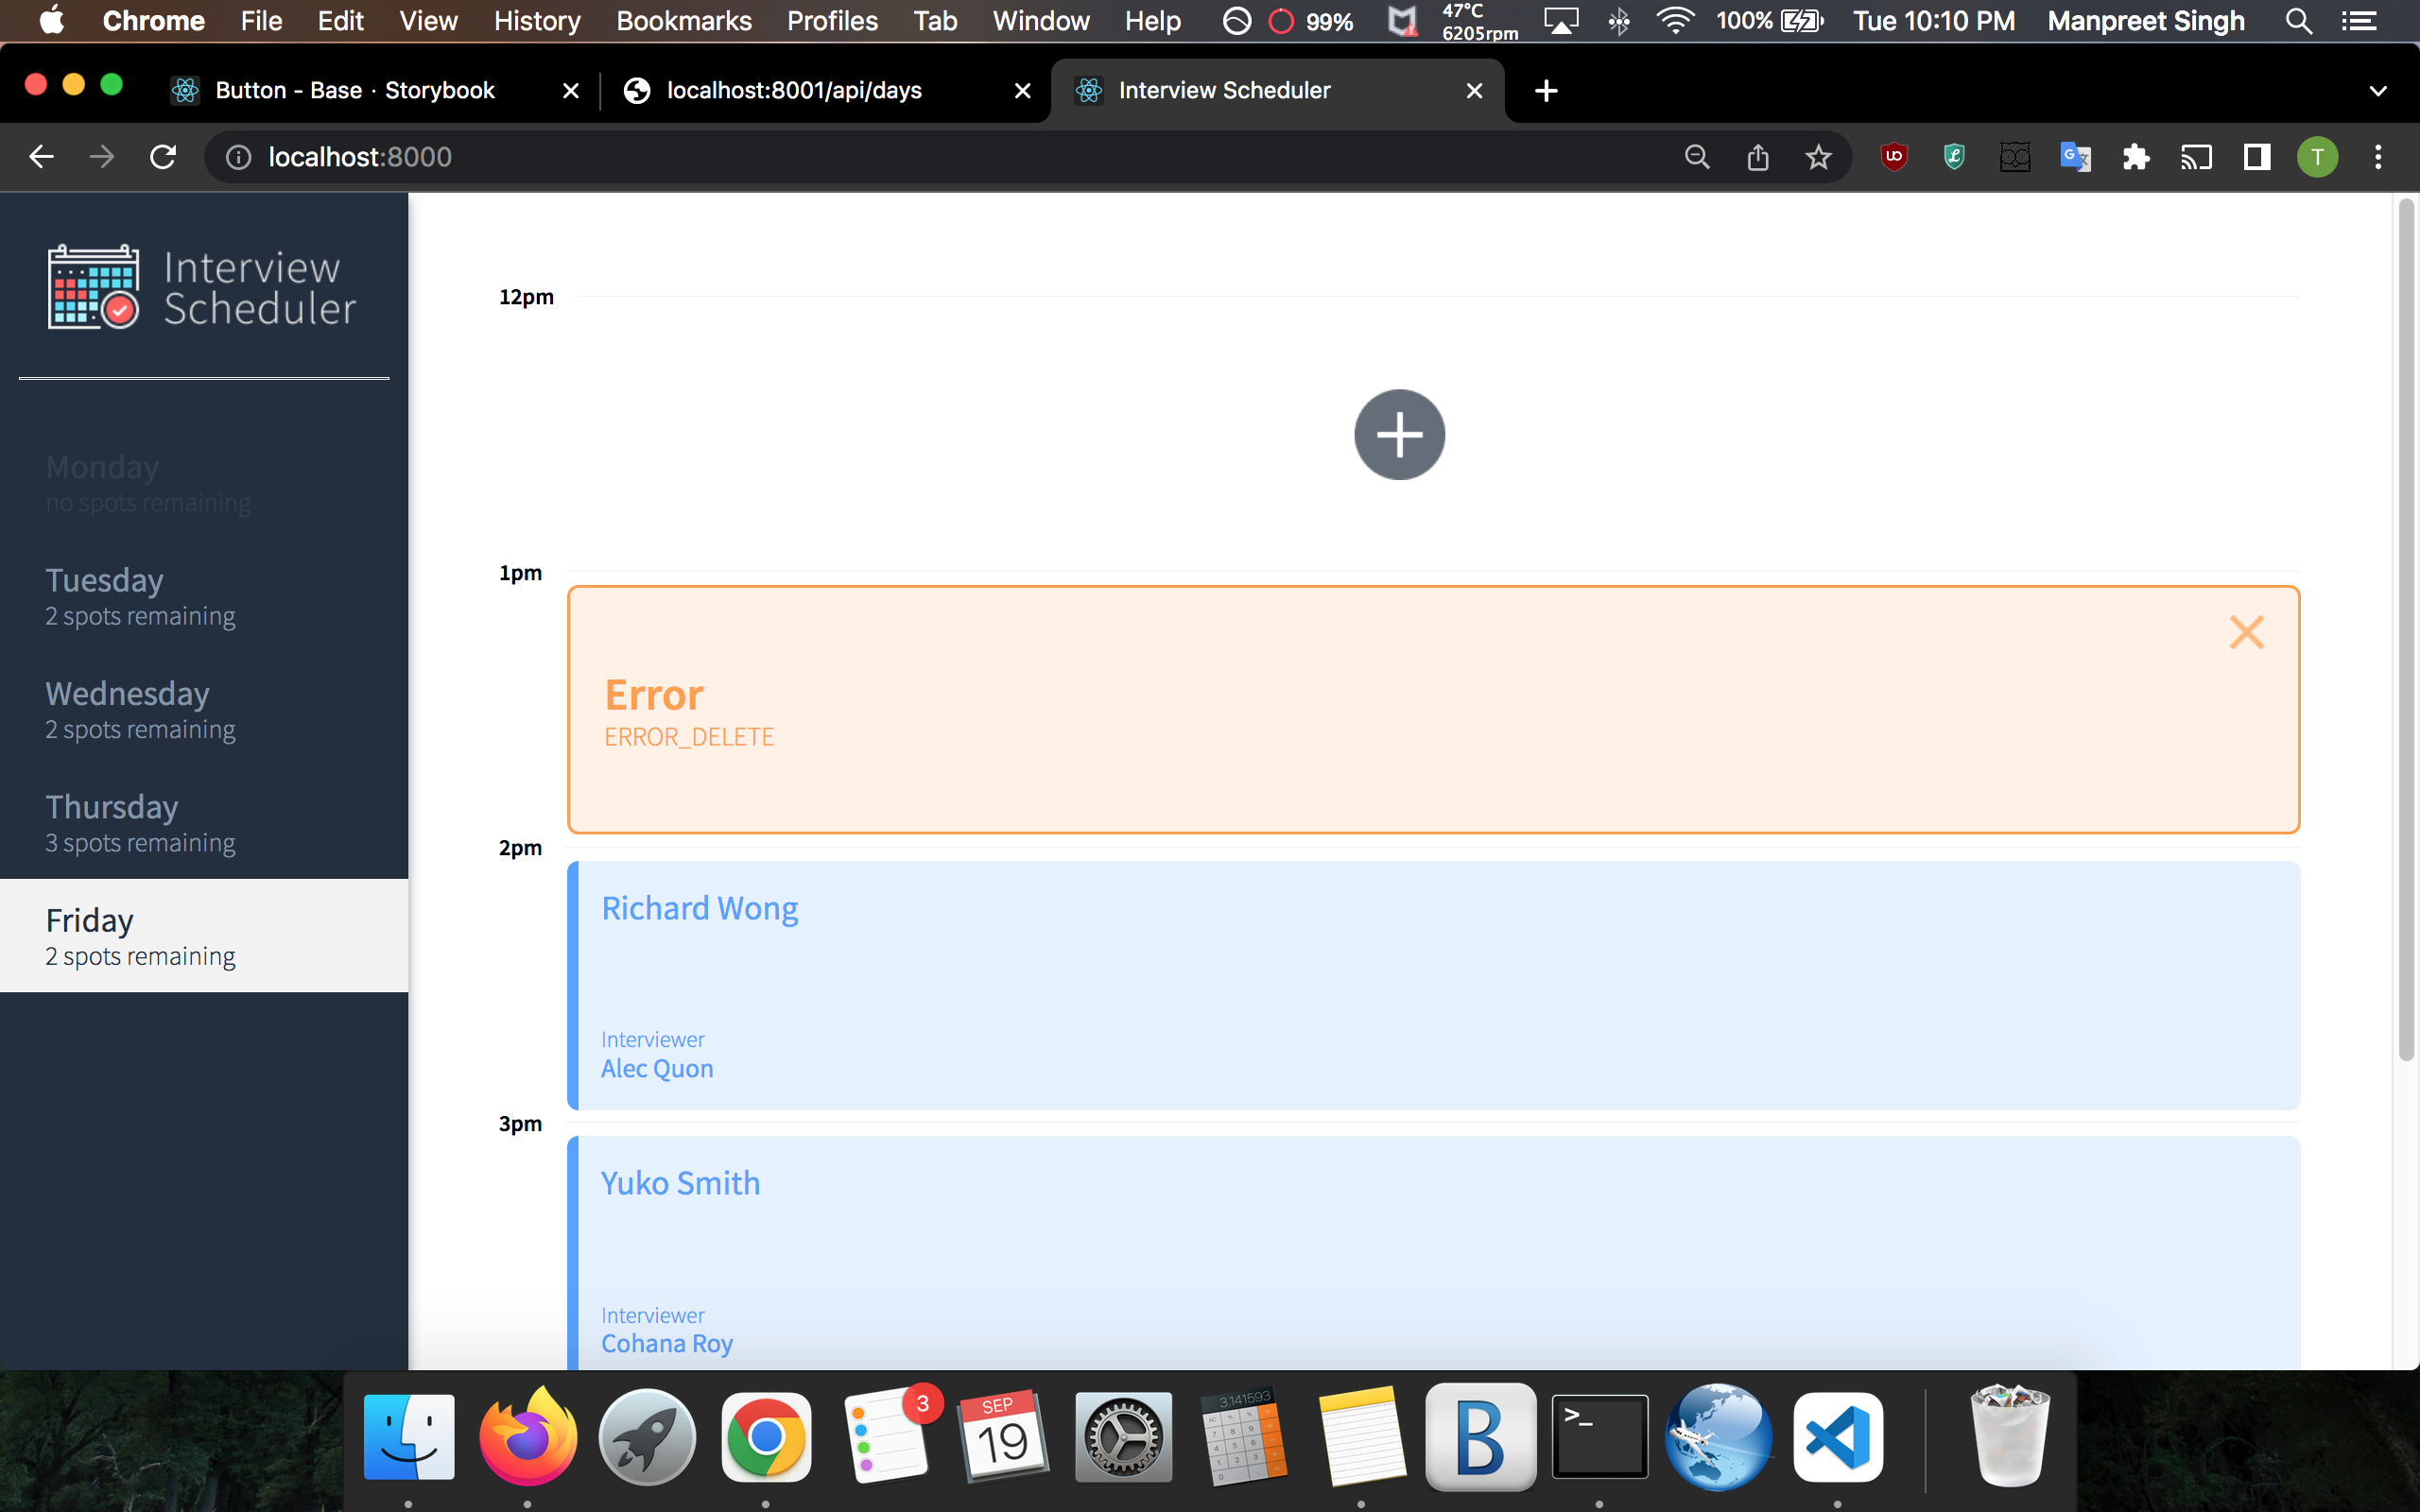 Chrome File Edit View History Bookmarks Profiles Tab Window Help 99% 47°C 6205rpm 100% Tue 10:10 PM Manpreet Singh
Button - Base · Storybook localhost:8001/api/days Interview Scheduler
localhost:8000 T
Interview
Scheduler
Monday
no spots remaining
Tuesday
2 spots remaining
Wednesday
2 spots remaining
Thursday
3 spots remaining
Friday
2 spots remaining
12pm
1pm
Error
ERROR_DELETE
2pm
Richard Wong
Interviewer
Alec Quon
3pm
Yuko Smith
Interviewer
Cohana Roy
3
SEP
19
3.141593
B
>_